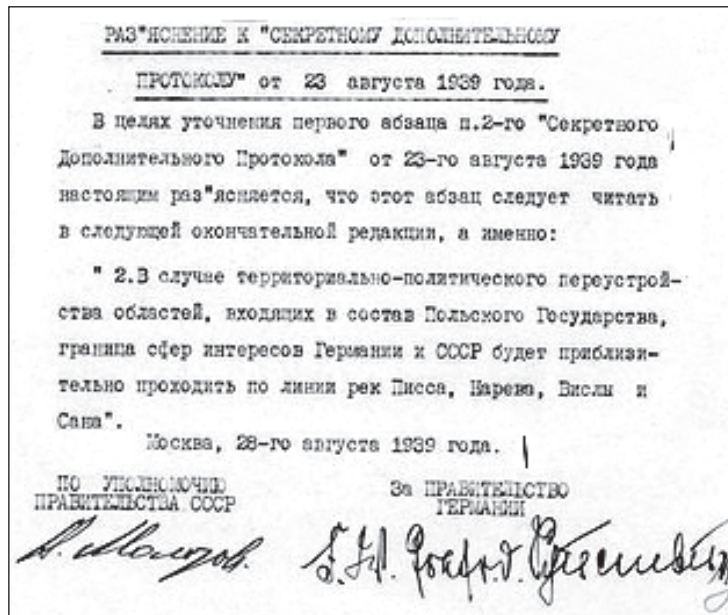 РАЗ"ЯСНЕНИЕ К "СЕКРЕТНОМУ ДОПОЛНИТЕЛЬНОМУ
ПРОТОКОЛУ" от 23 августа 1939 года.
В целях уточнения первого абзаца п.2-го "Секретного
Дополнительного Протокола" от 23-го августа 1939 года
настоящим раз"ясняется, что этот абзац следует читать
в следующей окончательной редакции, а именно:
" 2.В случае территориально-политического переустрой-
ства областей, входящих в состав Польского Государства,
граница сфер интересов Германии и СССР будет приблизи-
тельно проходить по линии рек Писса, Нарева, Вислы и
Сана".
Москва, 28-го августа 1939 года.
ПО УПОЛНОМОЧИЮ
ПРАВИТЕЛЬСТВА СССР
За ПРАВИТЕЛЬСТВО
ГЕРМАНИИ
В. Молотов.